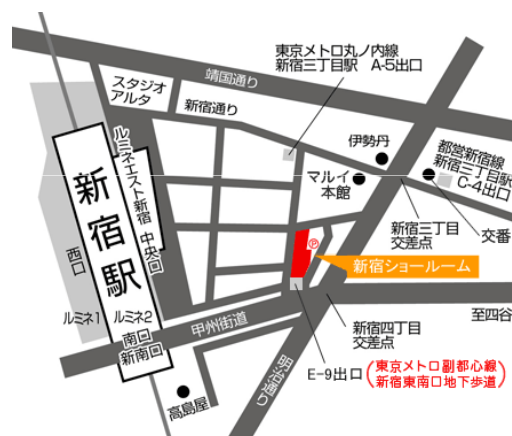 東京メトロ丸ノ内線
新宿三丁目駅 A-5出口
靖国通り
スタジオ
アルタ
新宿通り
伊勢丹
都営新宿線
新宿三丁目駅
C-4出口
ルミネエスト新宿
マルイ
本館
新宿駅
中央口
西口
新宿三丁目
交差点
交番
P
新宿ショールーム
ルミネ1
ルミネ2
南口
新南口
甲州街道
至四谷
新宿四丁目
交差点
E-9出口
(東京メトロ副都心線
新宿東南口地下歩道)
明治通り
高島屋